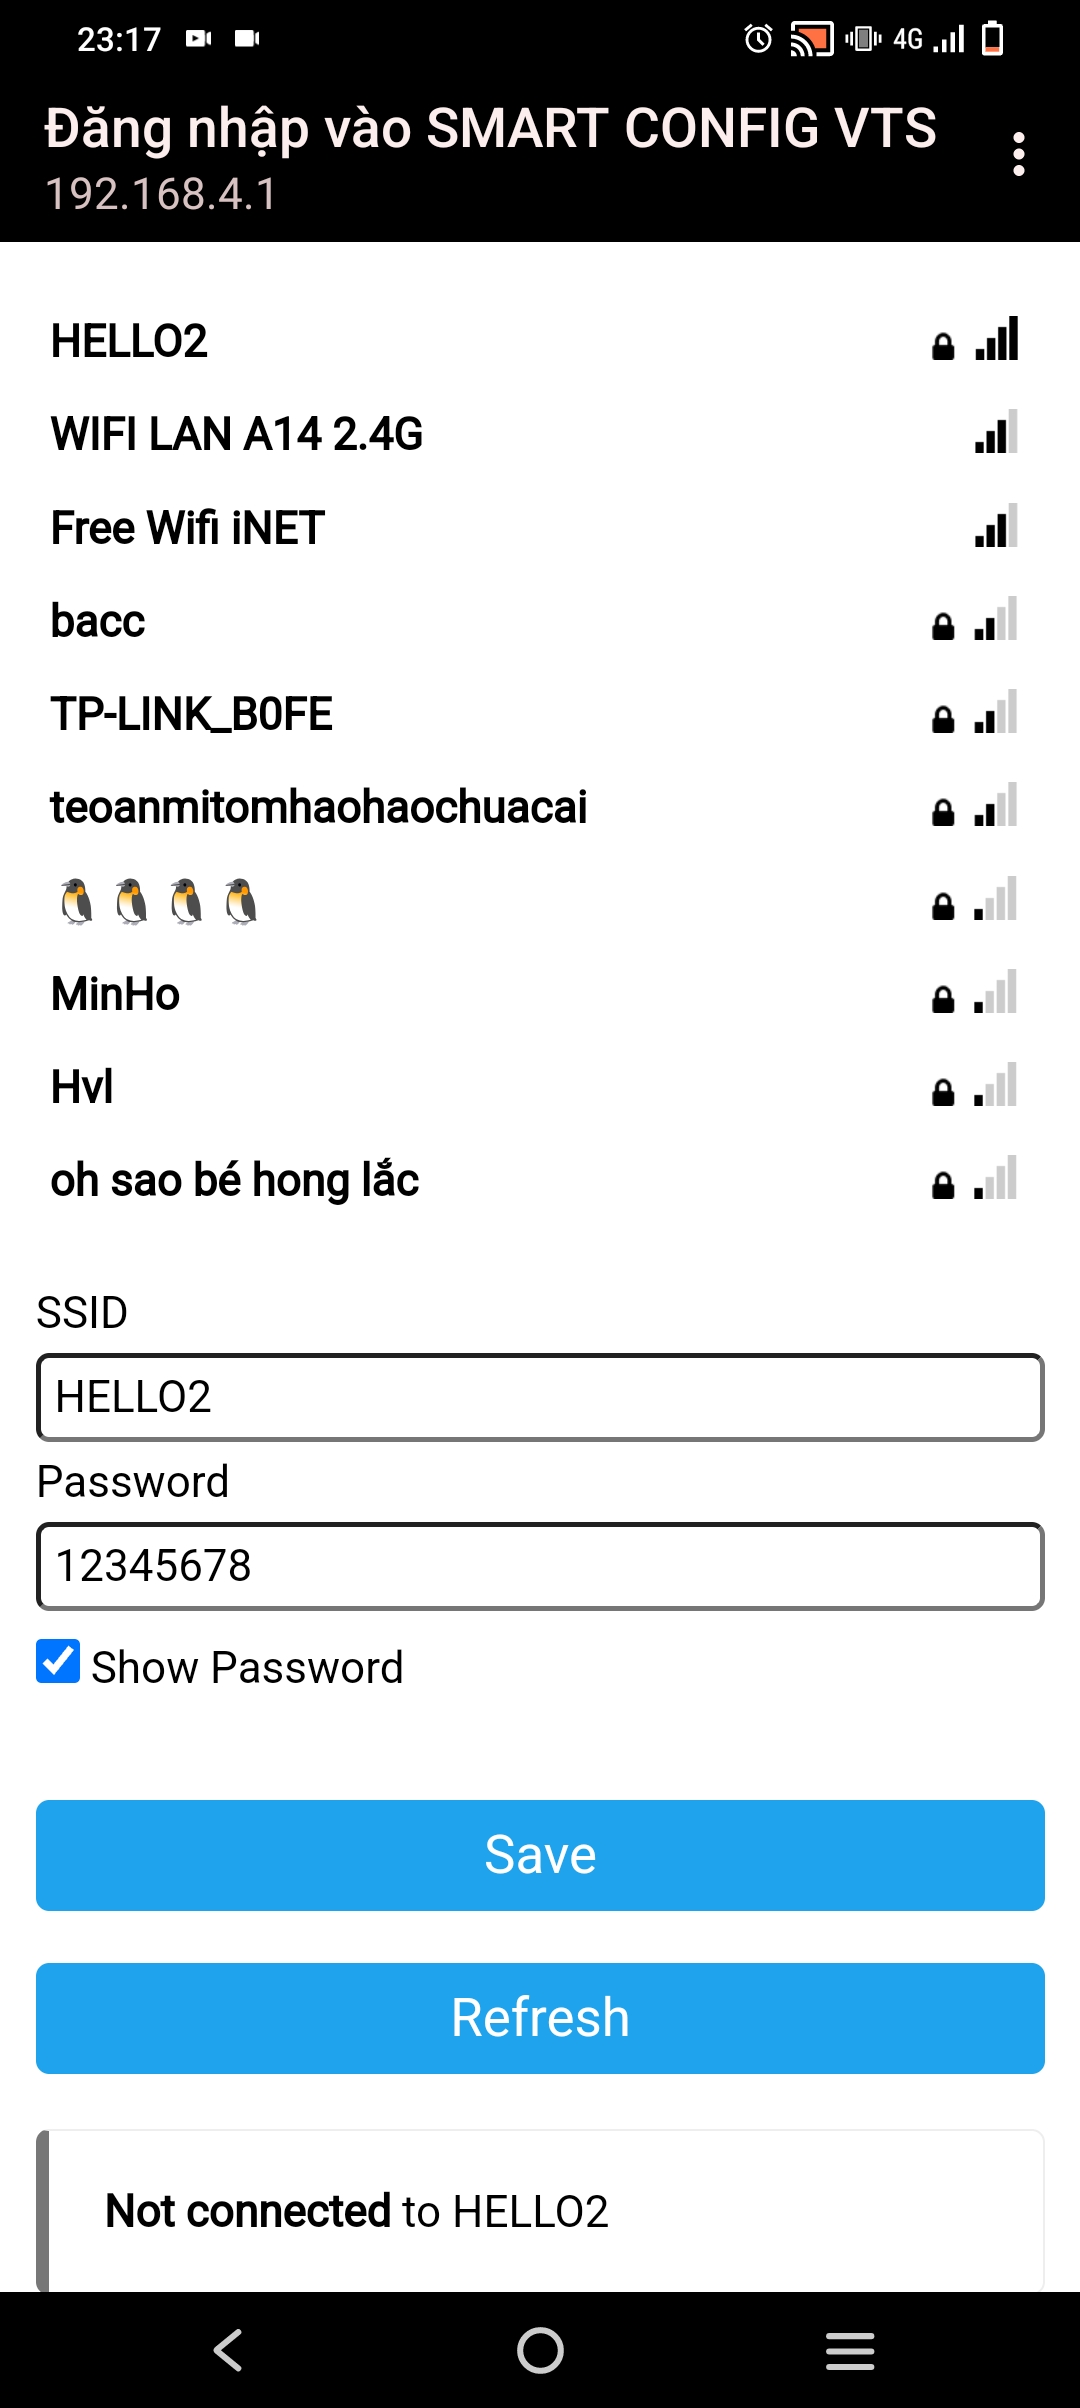 23:17
4G
Đăng nhập vào SMART CONFIG VTS
192.168.4.1
HELLO2
WIFI LAN A14 2.4G
Free Wifi iNET
bacc
TP-LINK_B0FE
teoanmitomhaohaochuacai
🐧🐧🐧🐧
MinHo
Hvl
oh sao bé hong lắc
SSID
HELLO2
Password
12345678
Show Password
Save
Refresh
Not connected to HELLO2